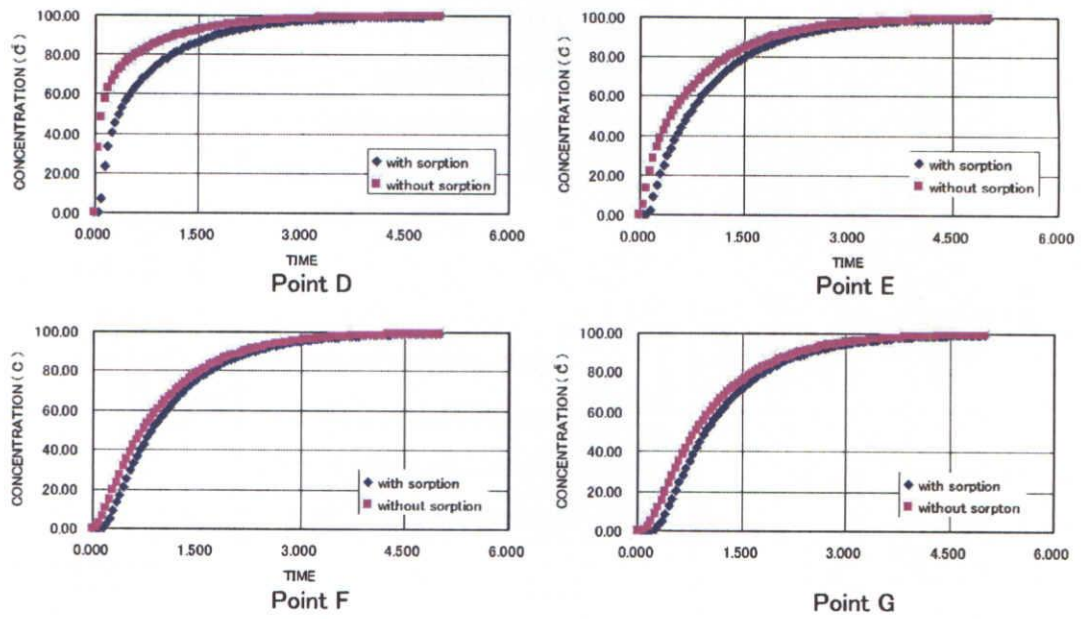 100.00
80.00
60.00
40.00
20.00
0.00
CONCENTRATION ( c )
with sorption
without sorption
0.000 1.500 3.000 4.500 6.000
TIME
Point D
100.00
80.00
60.00
40.00
20.00
0.00
CONCENTRATION ( c )
with sorption
without sorption
0.000 1.500 3.000 4.500 6.000
TIME
Point E
100.00
80.00
60.00
40.00
20.00
0.00
CONCENTRATION ( c )
with sorption
without sorption
0.000 1.500 3.000 4.500 6.000
TIME
Point F
100.00
80.00
60.00
40.00
20.00
0.00
CONCENTRATION ( c )
with sorption
without sorpton
0.000 1.500 3.000 4.500 6.000
Point G